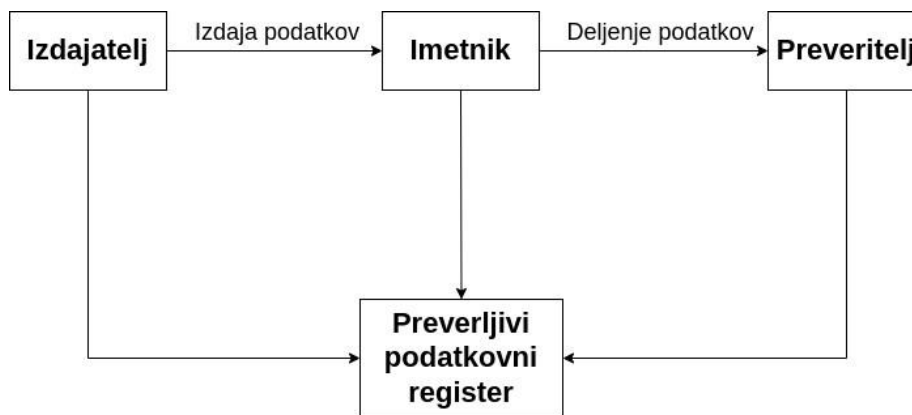 Izdajatelj
Izdaja podatkov
Imetnik
Deljenje podatkov
Preveritelj
Preverljivi
podatkovni
register